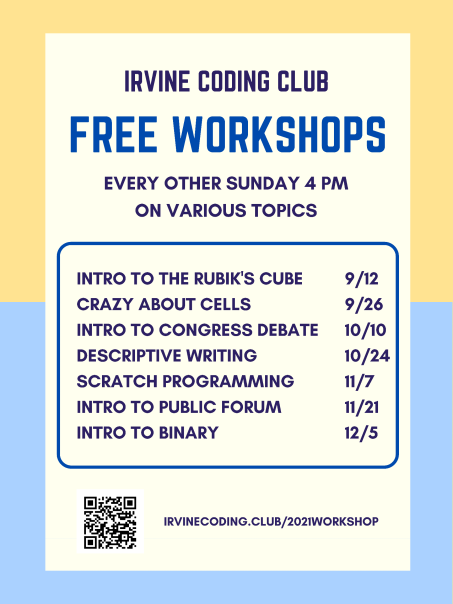 IRVINE CODING CLUB
FREE WORKSHOPS
EVERY OTHER SUNDAY 4 PM
ON VARIOUS TOPICS
INTRO TO THE RUBIK'S CUBE 9/12
CRAZY ABOUT CELLS 9/26
INTRO TO CONGRESS DEBATE 10/10
DESCRIPTIVE WRITING 10/24
SCRATCH PROGRAMMING 11/7
INTRO TO PUBLIC FORUM 11/21
INTRO TO BINARY 12/5
IRVINECODING.CLUB/2021WORKSHOP